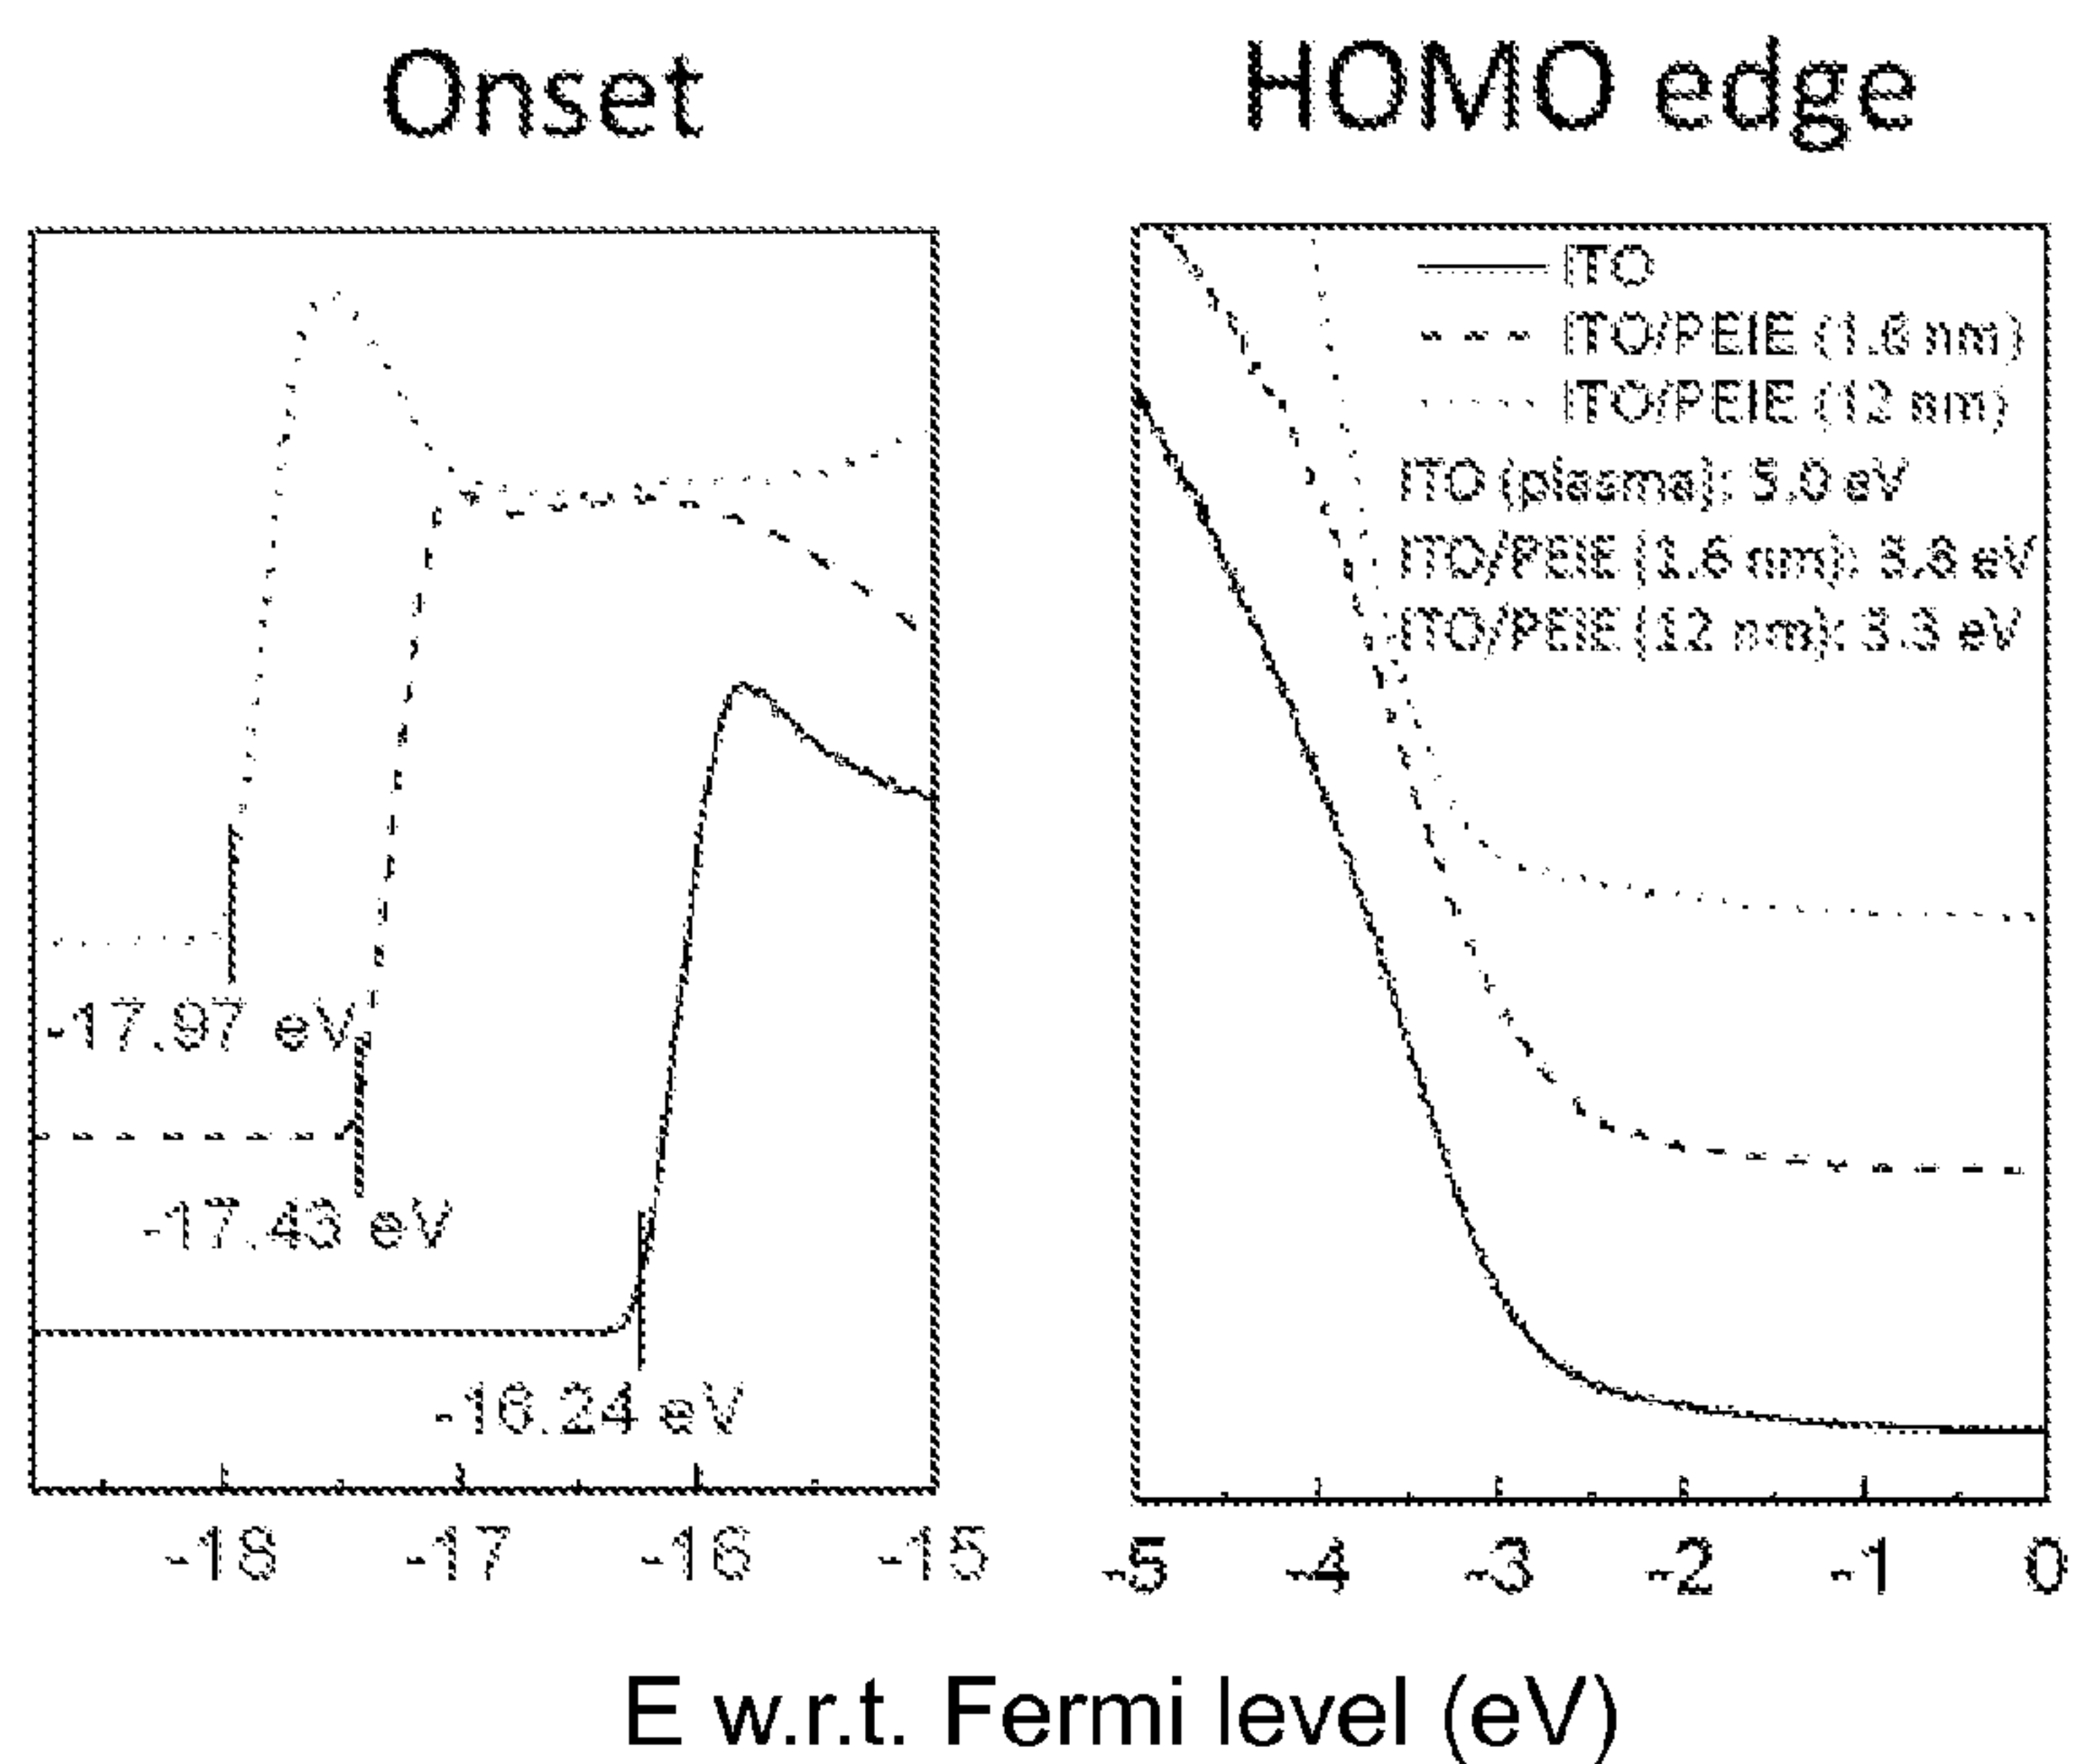 Onset
HOMO edge
ITO
ITO/PEIE (1.6 nm)
ITO/PEIE (12 nm)
ITO (plasma): 5.0 eV
ITO/PEIE (1.6 nm): 3.8 eV
ITO/PEIE (12 nm): 3.3 eV
-17.97 eV
-17.43 eV
-16.24 eV
-18 -17 -16 -15
-5 -4 -3 -2 -1 0
E w.r.t. Fermi level (eV)